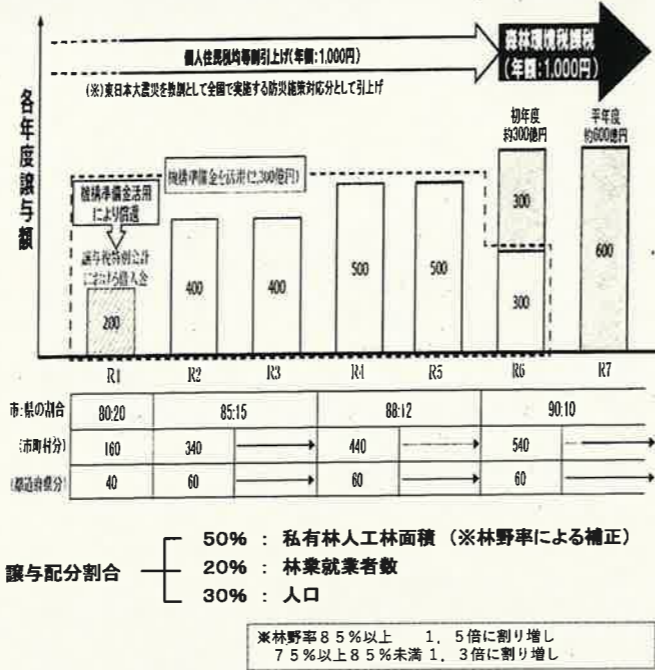 個人住民税均等割引上げ(年額:1,000円)
森林環境税課税
(年額:1,000円)
(※)東日本大震災を教訓として全国で実施する防災施策対応分として引上げ
各年度譲与額
初年度
約300億円
平年度
約600億円
機構準備金活用
により償還
機構準備金を活用(2,300億円)
譲与税特別会計
における借入金
200
400
400
500
500
300
300
600
R1 R2 R3 R4 R5 R6 R7
市:県の割合 80:20 85:15 88:12 90:10
(市町村分) 160 340 440 540
(都道府県分) 40 60 60 60
譲与配分割合
50% : 私有林人工林面積 (※林野率による補正)
20% : 林業就業者数
30% : 人口
※林野率85%以上 1.5倍に割り増し
75%以上85%未満 1.3倍に割り増し